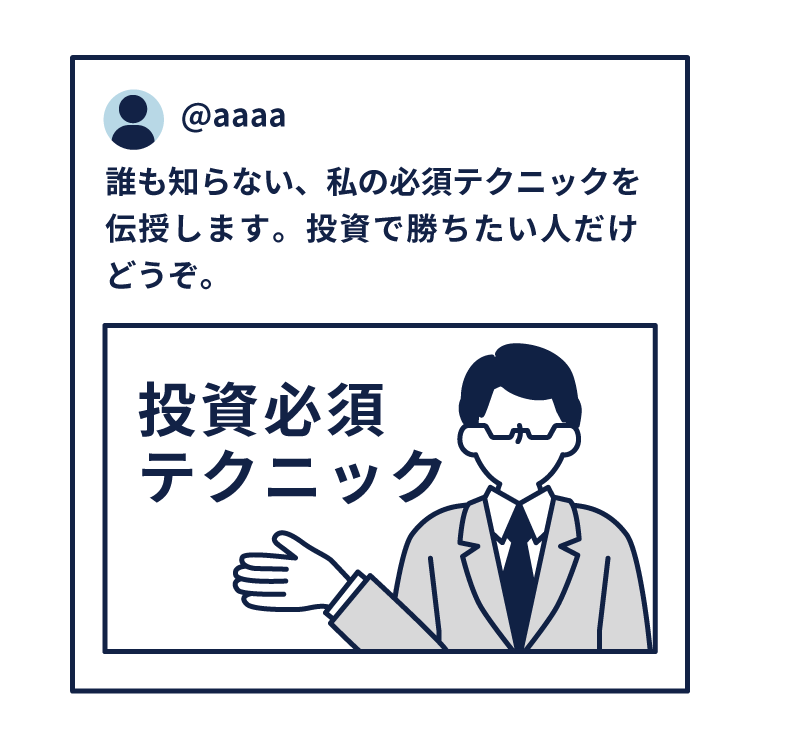 @aaaa
誰も知らない、私の必須テクニックを
伝授します。投資で勝ちたい人だけ
どうぞ。
投資必須
テクニック